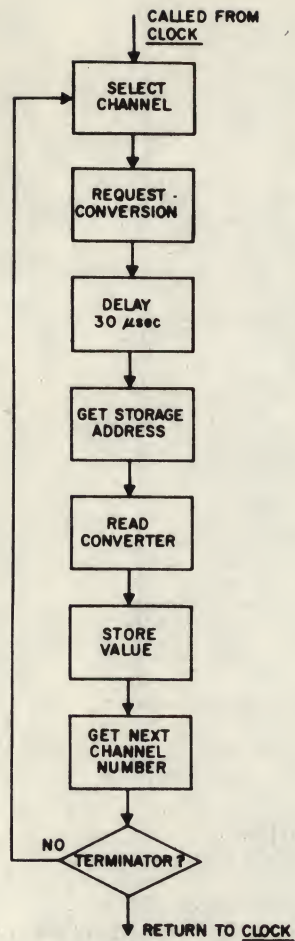 CALLED FROM
CLOCK
SELECT
CHANNEL
REQUEST
CONVERSION
DELAY
30 μsec
GET STORAGE
ADDRESS
READ
CONVERTER
STORE
VALUE
GET NEXT
CHANNEL
NUMBER
NO
TERMINATOR?
RETURN TO CLOCK